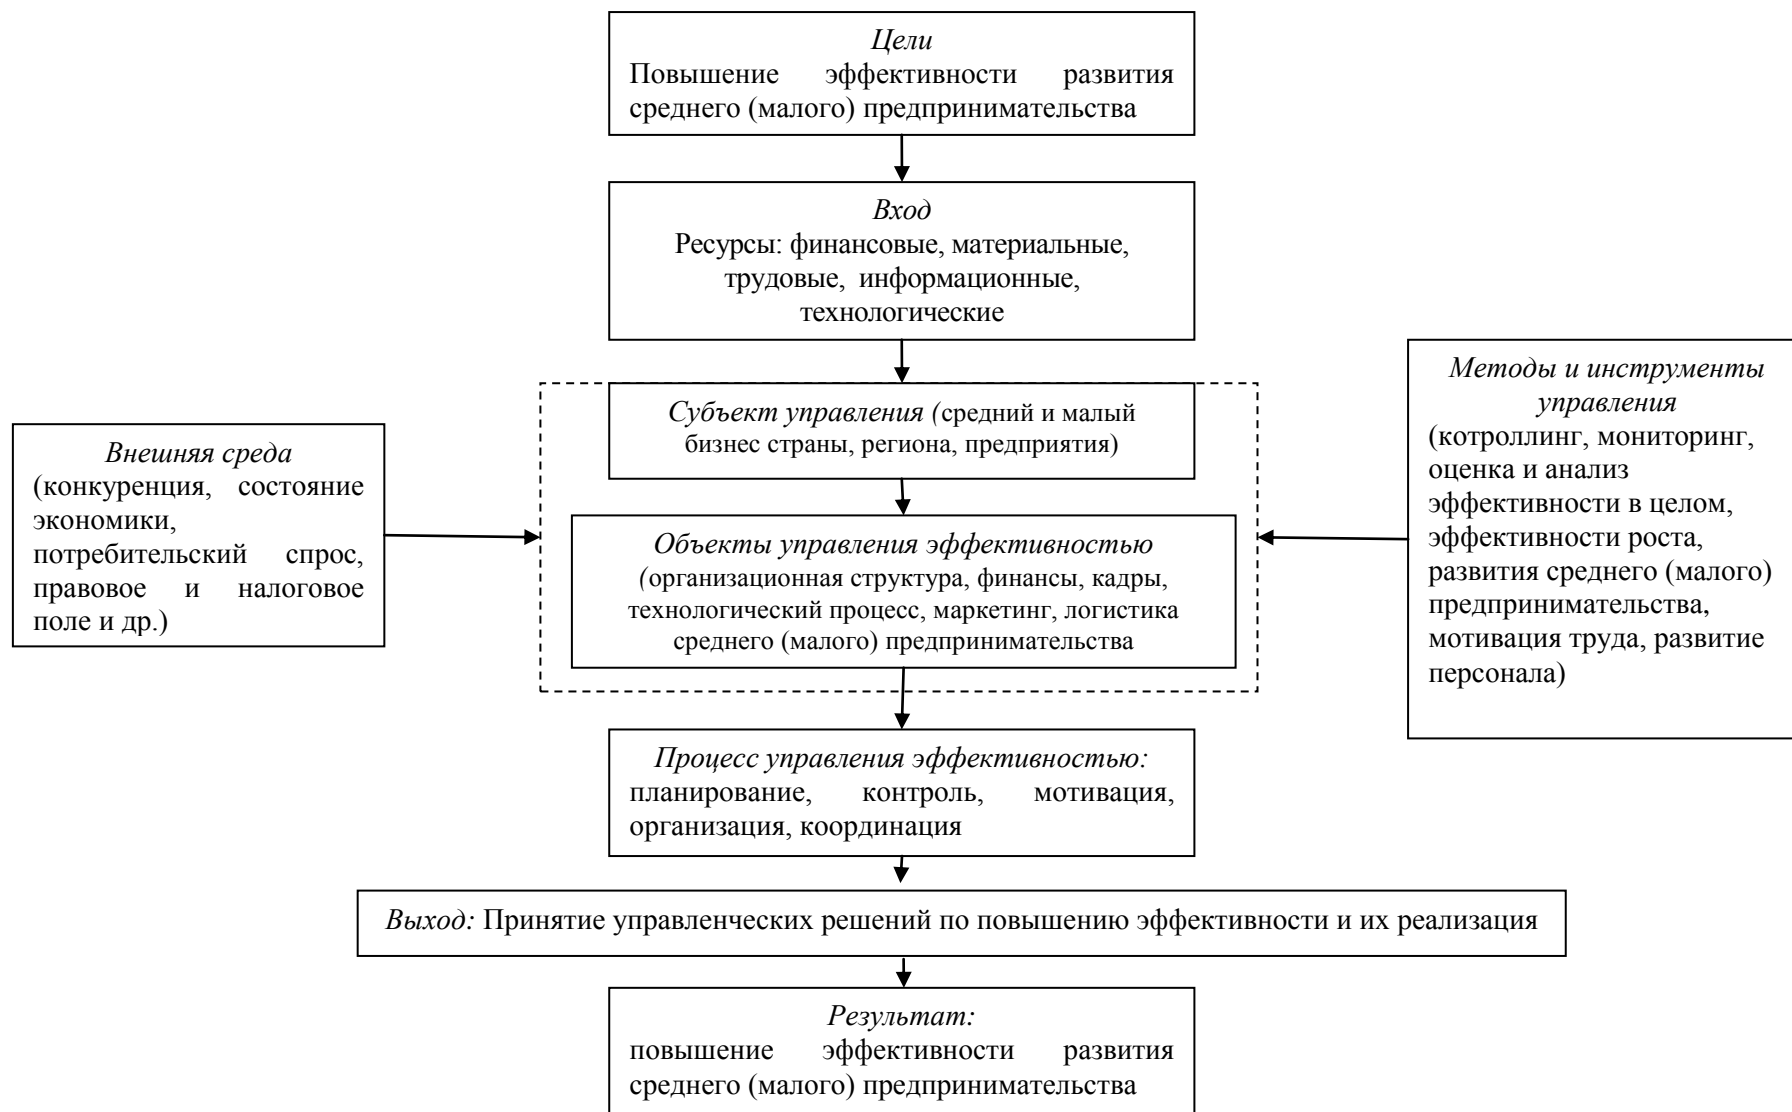 Цели
Повышение эффективности развития
среднего (малого) предпринимательства
Вход
Ресурсы: финансовые, материальные,
трудовые, информационные,
технологические
Субъект управления (средний и малый
бизнес страны, региона, предприятия)
Внешняя среда
(конкуренция, состояние
экономики,
потребительский спрос,
правовое и налоговое
поле и др.)
Объекты управления эффективностью
(организационная структура, финансы, кадры,
технологический процесс, маркетинг, логистика
среднего (малого) предпринимательства
Методы и инструменты
управления
(котроллинг, мониторинг,
оценка и анализ
эффективности в целом,
эффективности роста,
развития среднего (малого)
предпринимательства,
мотивация труда, развитие
персонала)
Процесс управления эффективностью:
планирование, контроль, мотивация,
организация, координация
Выход: Принятие управленческих решений по повышению эффективности и их реализация
Результат:
повышение эффективности развития
среднего (малого) предпринимательства